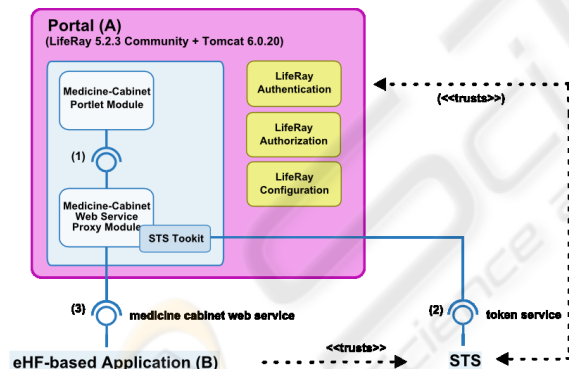 Portal (A)
(LifeRay 5.2.3 Community + Tomcat 6.0.20)
Medicine-Cabinet
Portlet Module
LifeRay
Authentication
(<<trusts>>)
(1)
LifeRay
Authorization
LifeRay
Configuration
Medicine-Cabinet
Web Service
Proxy Module
STS Tookit
(3)
medicine cabinet web service
(2)
token service
eHF-based Application (B)
<<trusts>>
STS